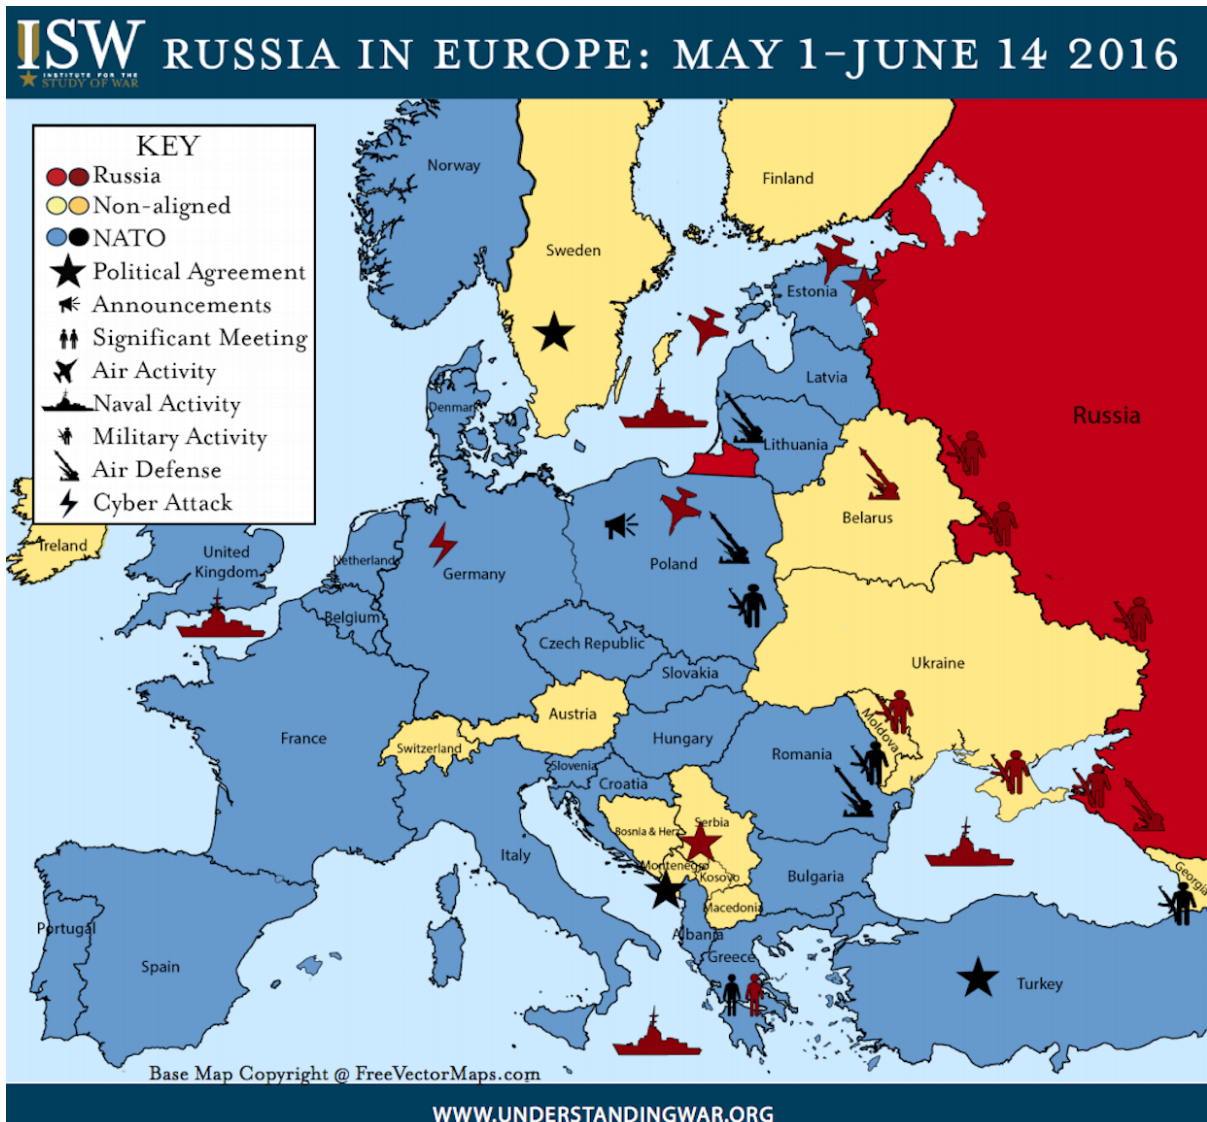 ISW
INSTITUTE FOR THE
STUDY OF WAR
RUSSIA IN EUROPE: MAY 1-JUNE 14 2016
KEY
Russia
Non-aligned
NATO
Political Agreement
Announcements
Significant Meeting
Air Activity
Naval Activity
Military Activity
Air Defense
Cyber Attack
Norway
Finland
Sweden
Estonia
Latvia
Denmark
Lithuania
Russia
Belarus
Ireland
United
Kingdom
Netherlands
Germany
Poland
Belgium
Czech Republic
Slovakia
Ukraine
Austria
Moldova
France
Switzerland
Hungary
Romania
Slovenia
Croatia
Serbia
Bosnia & Herz.
Italy
Montenegro
Kosovo
Bulgaria
Georgia
Macedonia
Portugal
Albania
Greece
Spain
Turkey
Base Map Copyright @ FreeVectorMaps.com
WWW.UNDERSTANDINGWAR.ORG